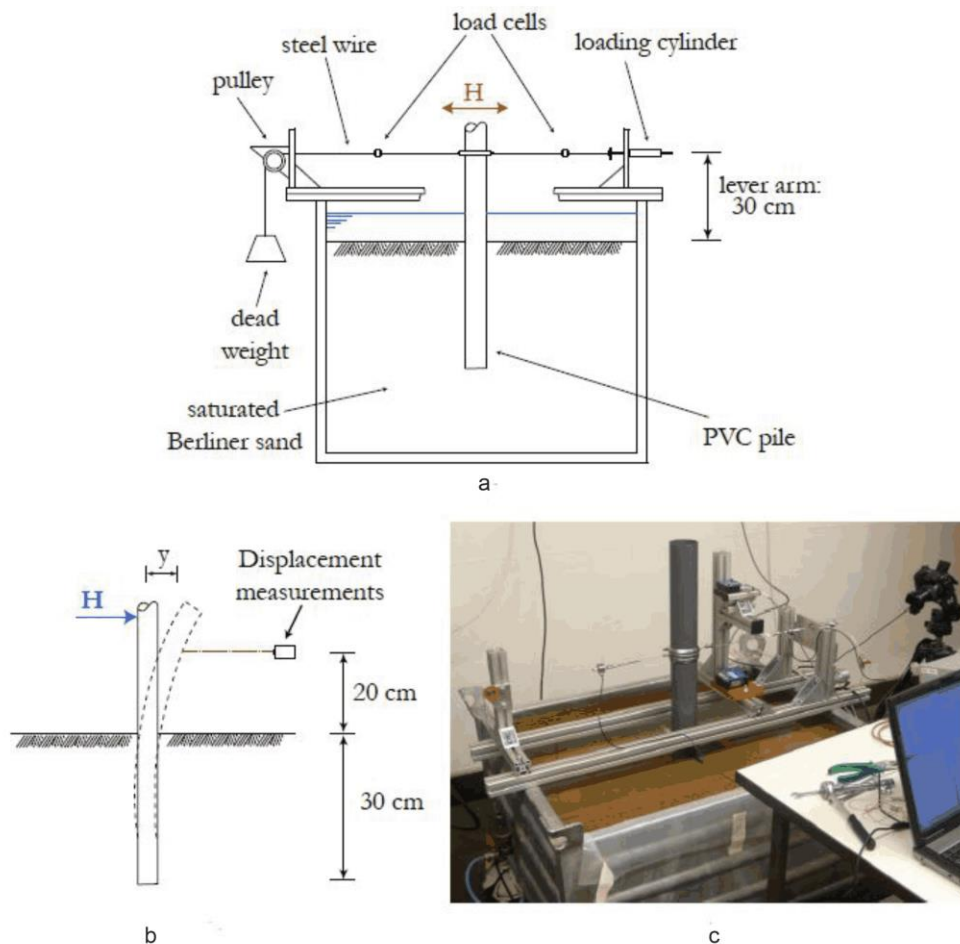 load cells
steel wire
loading cylinder
pulley
H
lever arm:
30 cm
dead
weight
saturated
Berliner sand
PVC pile
a
y
Displacement
measurements
H
20 cm
30 cm
b
c